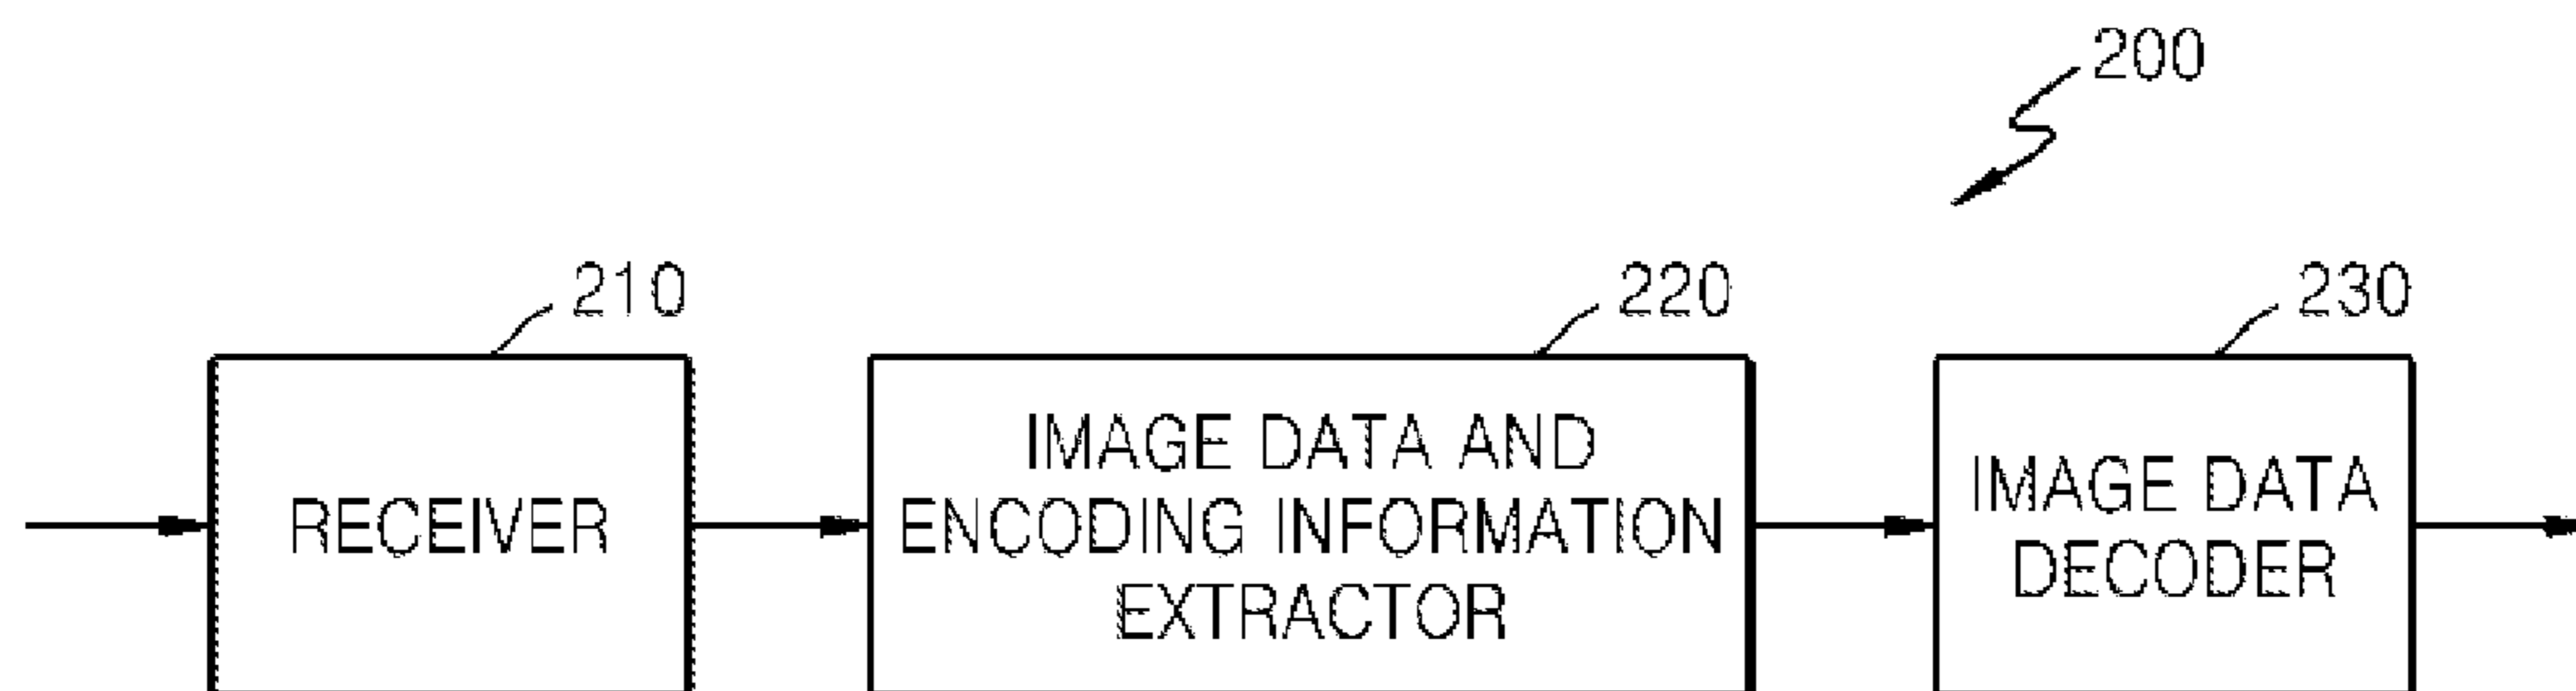 200
210
220
230
RECEIVER
IMAGE DATA AND
ENCODING INFORMATION
EXTRACTOR
IMAGE DATA
DECODER